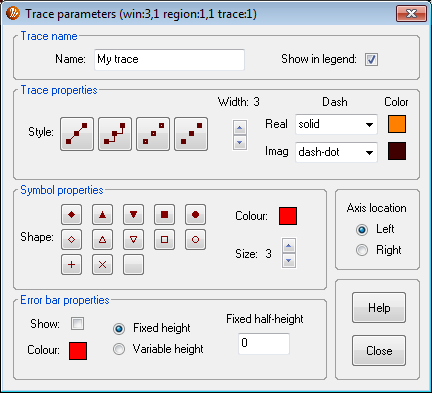 Trace parameters (win:3,1 region:1,1 trace:1)
Trace name
Name: My trace Show in legend:
Trace properties
Width: 3 Dash Color
Style: Real solid
Imag dash-dot
Symbol properties
Shape:
Colour:
Size: 3
Axis location
Left
Right
Error bar properties
Show:
Colour:
Fixed height
Variable height
Fixed half-height
0
Help
Close